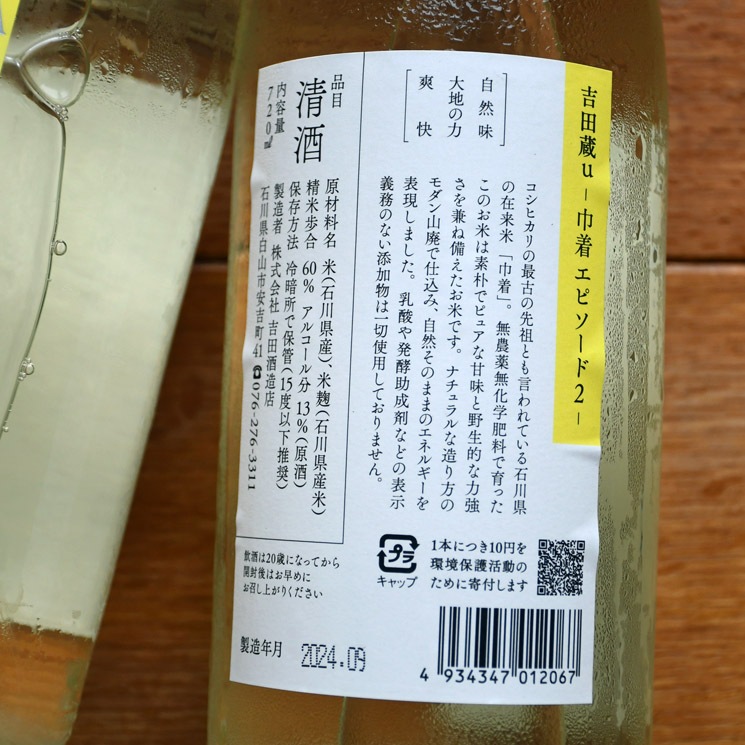 吉田蔵u－巾着 エピソード2－
自然味
大地の力
爽快
コシヒカリの最古の先祖とも言われている石川県
の在来米「巾着」。無農薬無化学肥料で育った
このお米は素朴でピュアな甘味と野生的な力強
さを兼ね備えたお米です。ナチュラルな造り方の
モダン山廃で仕込み、自然そのままのエネルギーを
表現しました。乳酸や発酵助成剤などの表示
義務のない添加物は一切使用しておりません。
品目
清酒
内容量
720ml
原材料名 米(石川県産)、米麹(石川県産米)
精米歩合 60% アルコール分 13%(原酒)
保存方法 冷暗所で保管(15度以下推奨)
製造者 株式会社 吉田酒造店
石川県白山市安吉町41 ☎076-276-3311
飲酒は20歳になってから
開封後はお早めに
お召し上がりください
プラ
キャップ
1本につき10円を
環境保護活動の
ために寄付します
製造年月 2024.09
4 934347 012067